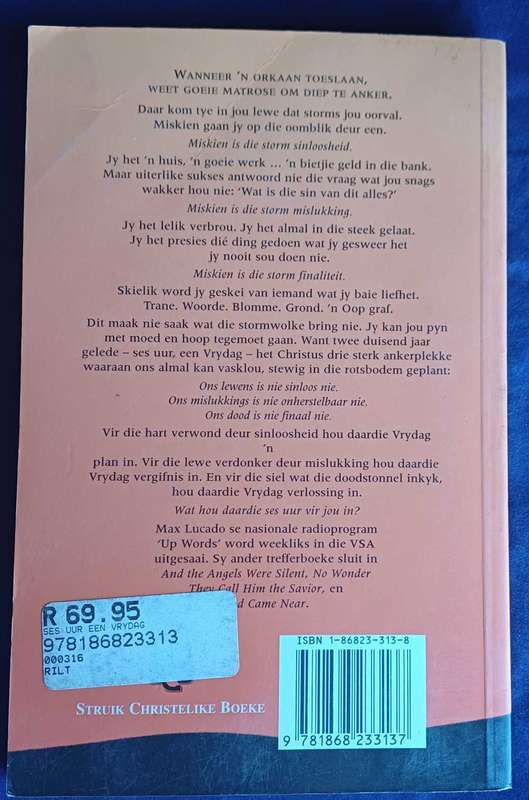 WANNEER 'N ORKAAN TOESLAAN,
WEET GOEIE MATROSE OM DIEP TE ANKER.
Daar kom tye in jou lewe dat storms jou oorval.
Miskien gaan jy op die oomblik deur een.
Miskien is die storm sinloosheid.
Jy het 'n huis, 'n goeie werk ... 'n bietjie geld in die bank.
Maar uiterlike sukses antwoord nie die vraag wat jou snags
wakker hou nie: 'Wat is die sin van dit alles?'
Miskien is die storm mislukking.
Jy het lelik verbrou. Jy het almal in die steek gelaat.
Jy het presies dié ding gedoen wat jy gesweer het
jy nooit sou doen nie.
Miskien is die storm finaliteit.
Skielik word jy geskei van iemand wat jy baie liefhet.
Trane. Woorde. Blomme. Grond. 'n Oop graf.
Dit maak nie saak wat die stormwolke bring nie. Jy kan jou pyn
met moed en hoop tegemoet gaan. Want twee duisend jaar
gelede – ses uur, een Vrydag – het Christus drie sterk ankerplekke
waaraan ons almal kan vasklou, stewig in die rotsbodem geplant:
Ons lewens is nie sinloos nie.
Ons mislukkings is nie onherstelbaar nie.
Ons dood is nie finaal nie.
Vir die hart verwond deur sinloosheid hou daardie Vrydag
'n
plan in. Vir die lewe verdonker deur mislukking hou daardie
Vrydag vergifnis in. En vir die siel wat die doodstonnel inkyk,
hou daardie Vrydag verlossing in.
Wat hou daardie ses uur vir jou in?
Max Lucado se nasionale radioprogram
'Up Words' word weekliks in die VSA
uitgesaai. Sy ander trefferboeke sluit in
And the Angels Were Silent, No Wonder
They Call Him the Savior, en
Came Near.
R 69.95
SES UUR EEN VRYDAG
978186823313
000316
RILT
STRUIK CHRISTELIKE BOEKE
ISBN 1-86823-313-8
9 781868 233137